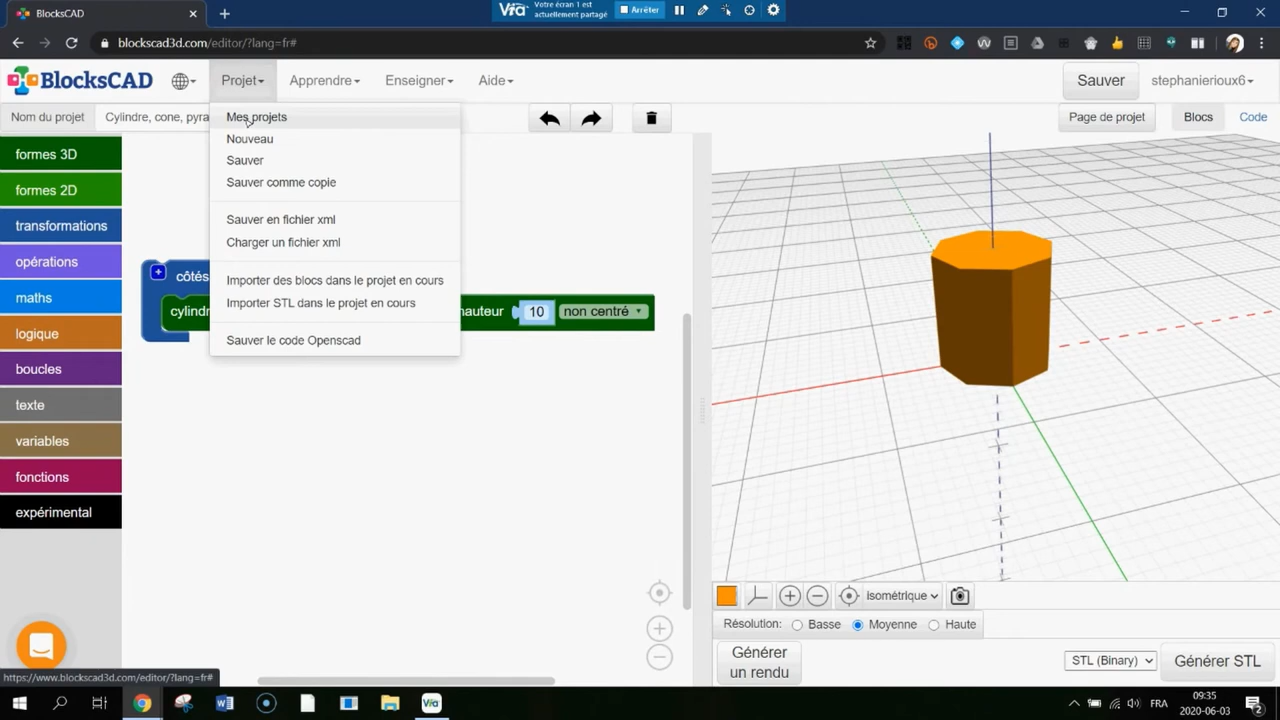 BlocksCAD
Votre écran 1 est actuellement partagé
Arrêter
blockscad3d.com/editor/?lang=fr#
BlocksCAD
Projet
Apprendre
Enseigner
Aide
Sauver
stephanierioux6
Nom du projet
Cylindre, cone, pyra
Page de projet
Blocs
Code
Mes projets
Nouveau
Sauver
Sauver comme copie
Sauver en fichier xml
Charger un fichier xml
Importer des blocs dans le projet en cours
Importer STL dans le projet en cours
Sauver le code Openscad
formes 3D
formes 2D
transformations
opérations
maths
logique
boucles
texte
variables
fonctions
expérimental
+ côtés
cylindr
hauteur 10 non centré
isométrique
Résolution: Basse Moyenne Haute
Générer un rendu
STL (Binary)
Générer STL
https://www.blockscad3d.com/editor/?lang=fr#
Vía
FR
09:35
2020-06-03
2